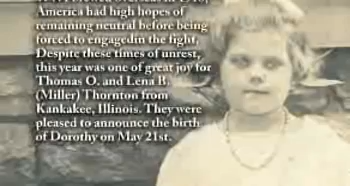 America had high hopes of
remaining neutral before being
forced to engagedin the fight,
Despite these times of unrest,
this year was one of great joy for
Thomas O. and Lena B.
(Miller) Thornton from
Kankakee, Illinois. They were
pleased to announce the birth
of Dorothy on May 21st.